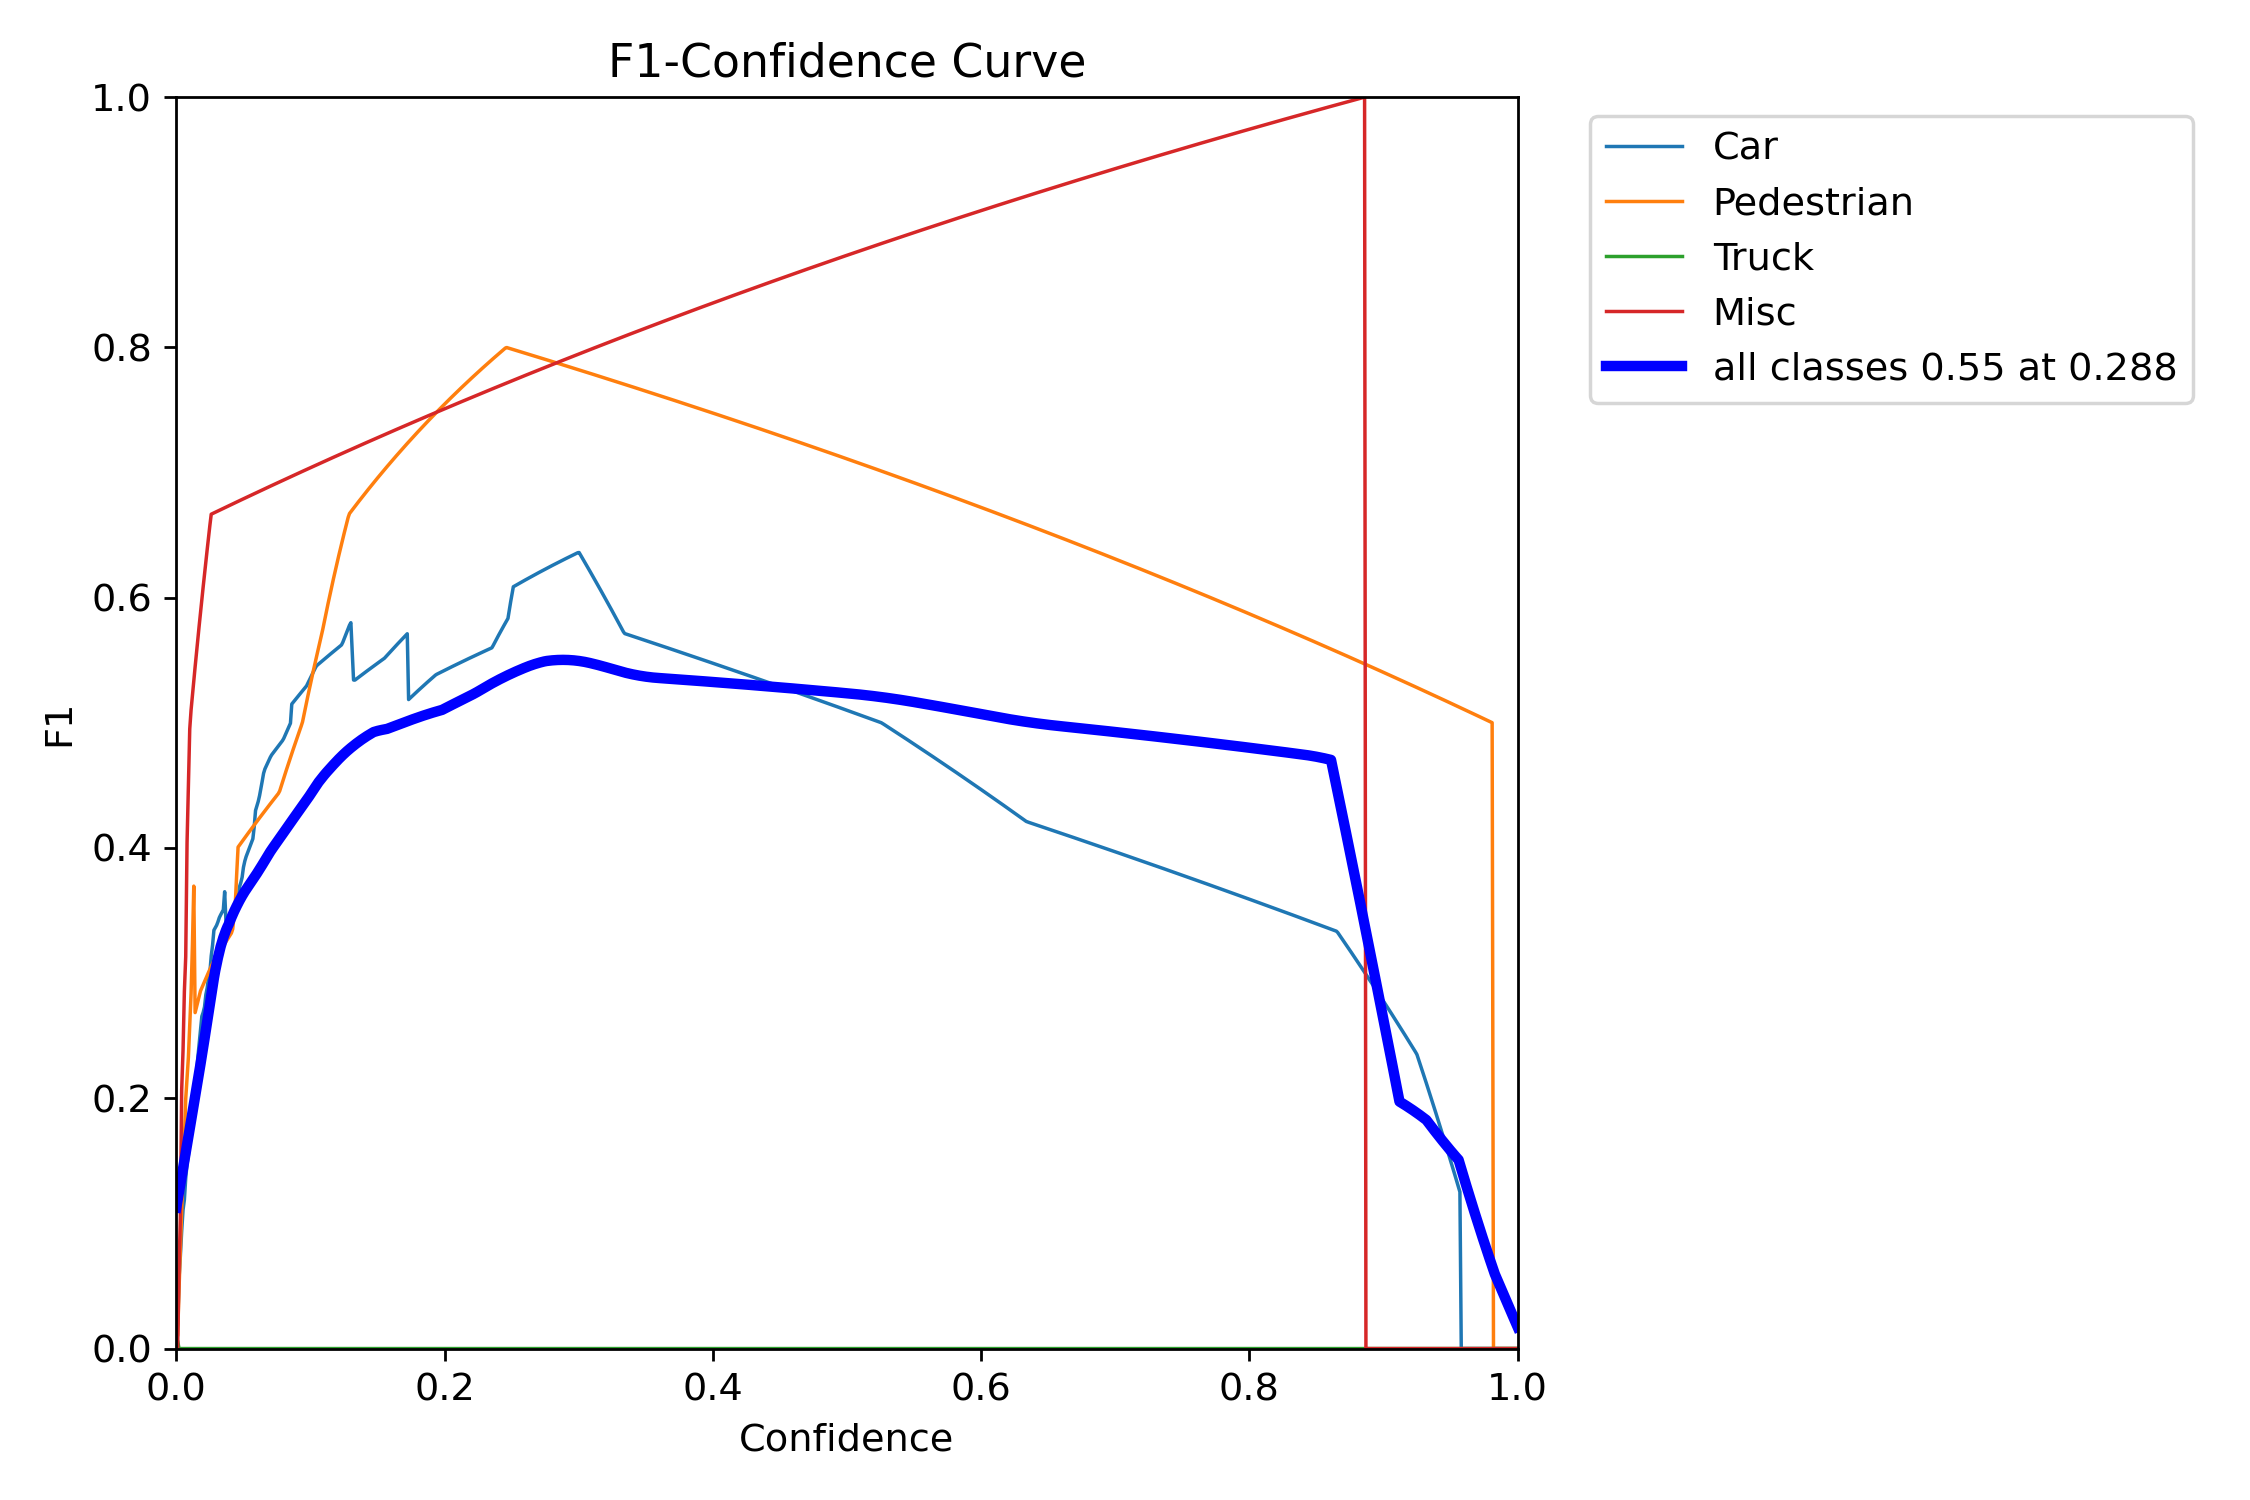 F1-Confidence Curve
1.0
0.8
0.6
0.4
0.2
0.0
F1
0.0 0.2 0.4 0.6 0.8 1.0
Confidence
Car
Pedestrian
Truck
Misc
all classes 0.55 at 0.288